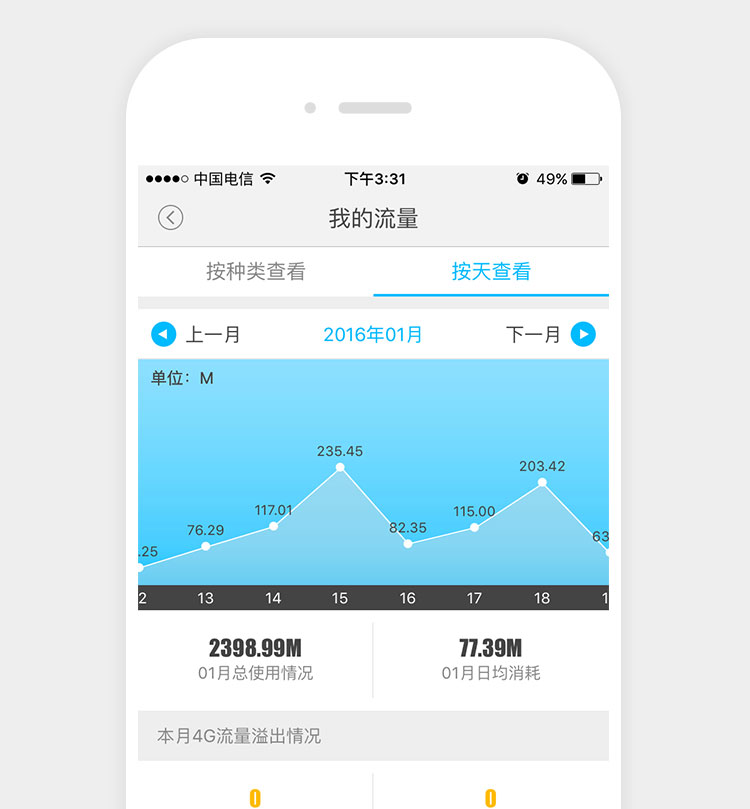 中国电信 下午3:31 49%
我的流量
按种类查看 按天查看
上一月 2016年01月 下一月
单位：M
235.45
203.42
117.01 115.00
76.29 82.35 63
.25
2 13 14 15 16 17 18 1
2398.99M 77.39M
01月总使用情况 01月日均消耗
本月4G流量溢出情况
0 0